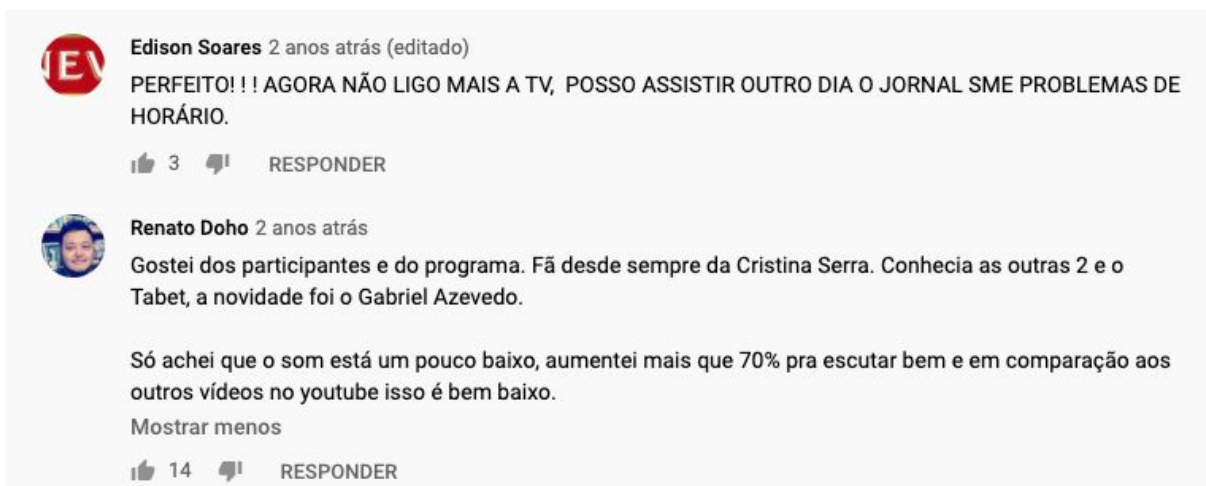 IEV
Edison Soares 2 anos atrás (editado)
PERFEITO! ! ! AGORA NÃO LIGO MAIS A TV, POSSO ASSISTIR OUTRO DIA O JORNAL SME PROBLEMAS DE
HORÁRIO.
3 RESPONDER
Renato Doho 2 anos atrás
Gostei dos participantes e do programa. Fã desde sempre da Cristina Serra. Conhecia as outras 2 e o
Tabet, a novidade foi o Gabriel Azevedo.
Só achei que o som está um pouco baixo, aumentei mais que 70% pra escutar bem e em comparação aos
outros vídeos no youtube isso é bem baixo.
Mostrar menos
14 RESPONDER